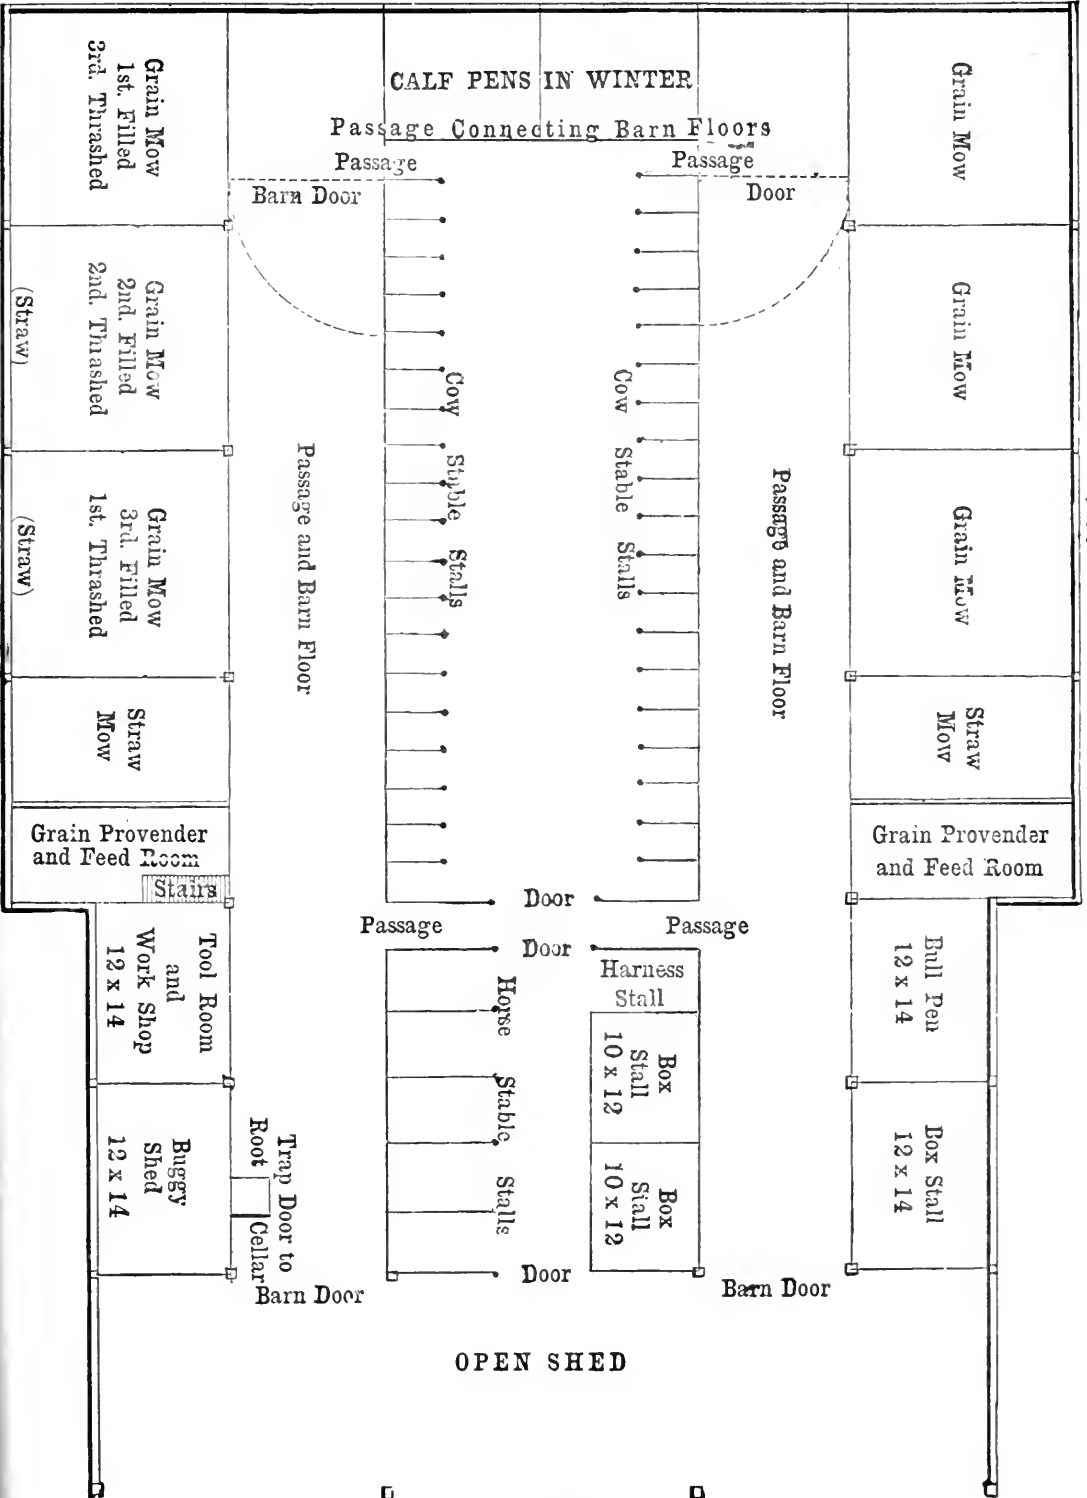 CALF PENS IN WINTER
Passage Connecting Barn Floors
Passage
Passage
Barn Door
Door
Grain Mow
1st. Filled
3rd. Thrashed
Grain Mow
Grain Mow
2nd. Filled
2nd. Thrashed
(Straw)
Grain Mow
Cow Stable Stalls
Cow Stable Stalls
Passage and Barn Floor
Passage and Barn Floor
Grain Mow
3rd. Filled
1st. Thrashed
(Straw)
Grain Mow
Straw
Mow
Straw
Mow
Grain Provender
and Feed Room
Stairs
Grain Provender
and Feed Room
Door
Passage
Passage
Door
Tool Room
and
Work Shop
12 x 14
Horse Stable Stalls
Harness
Stall
Box
Stall
10 x 12
Bull Pen
12 x 14
Buggy
Shed
12 x 14
Trap Door to
Root Cellar
Box
Stall
10 x 12
Box Stall
12 x 14
Barn Door
Door
Barn Door
OPEN SHED